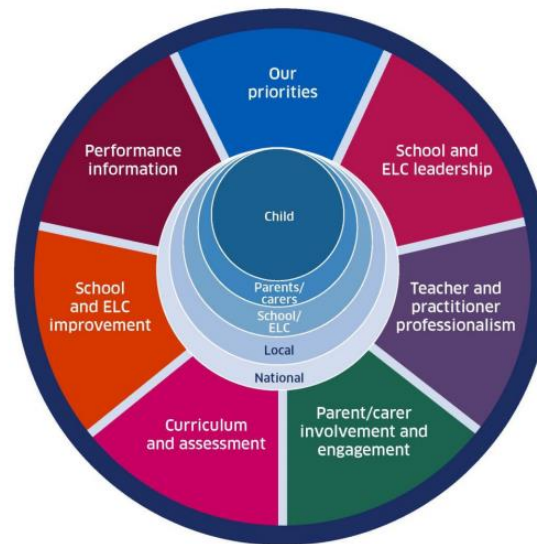 Our
priorities
School and
ELC leadership
Teacher and
practitioner
professionalism
Parent/carer
involvement and
engagement
Curriculum
and assessment
School
and ELC
improvement
Performance
information
Child
Parents/
carers
School/
ELC
Local
National